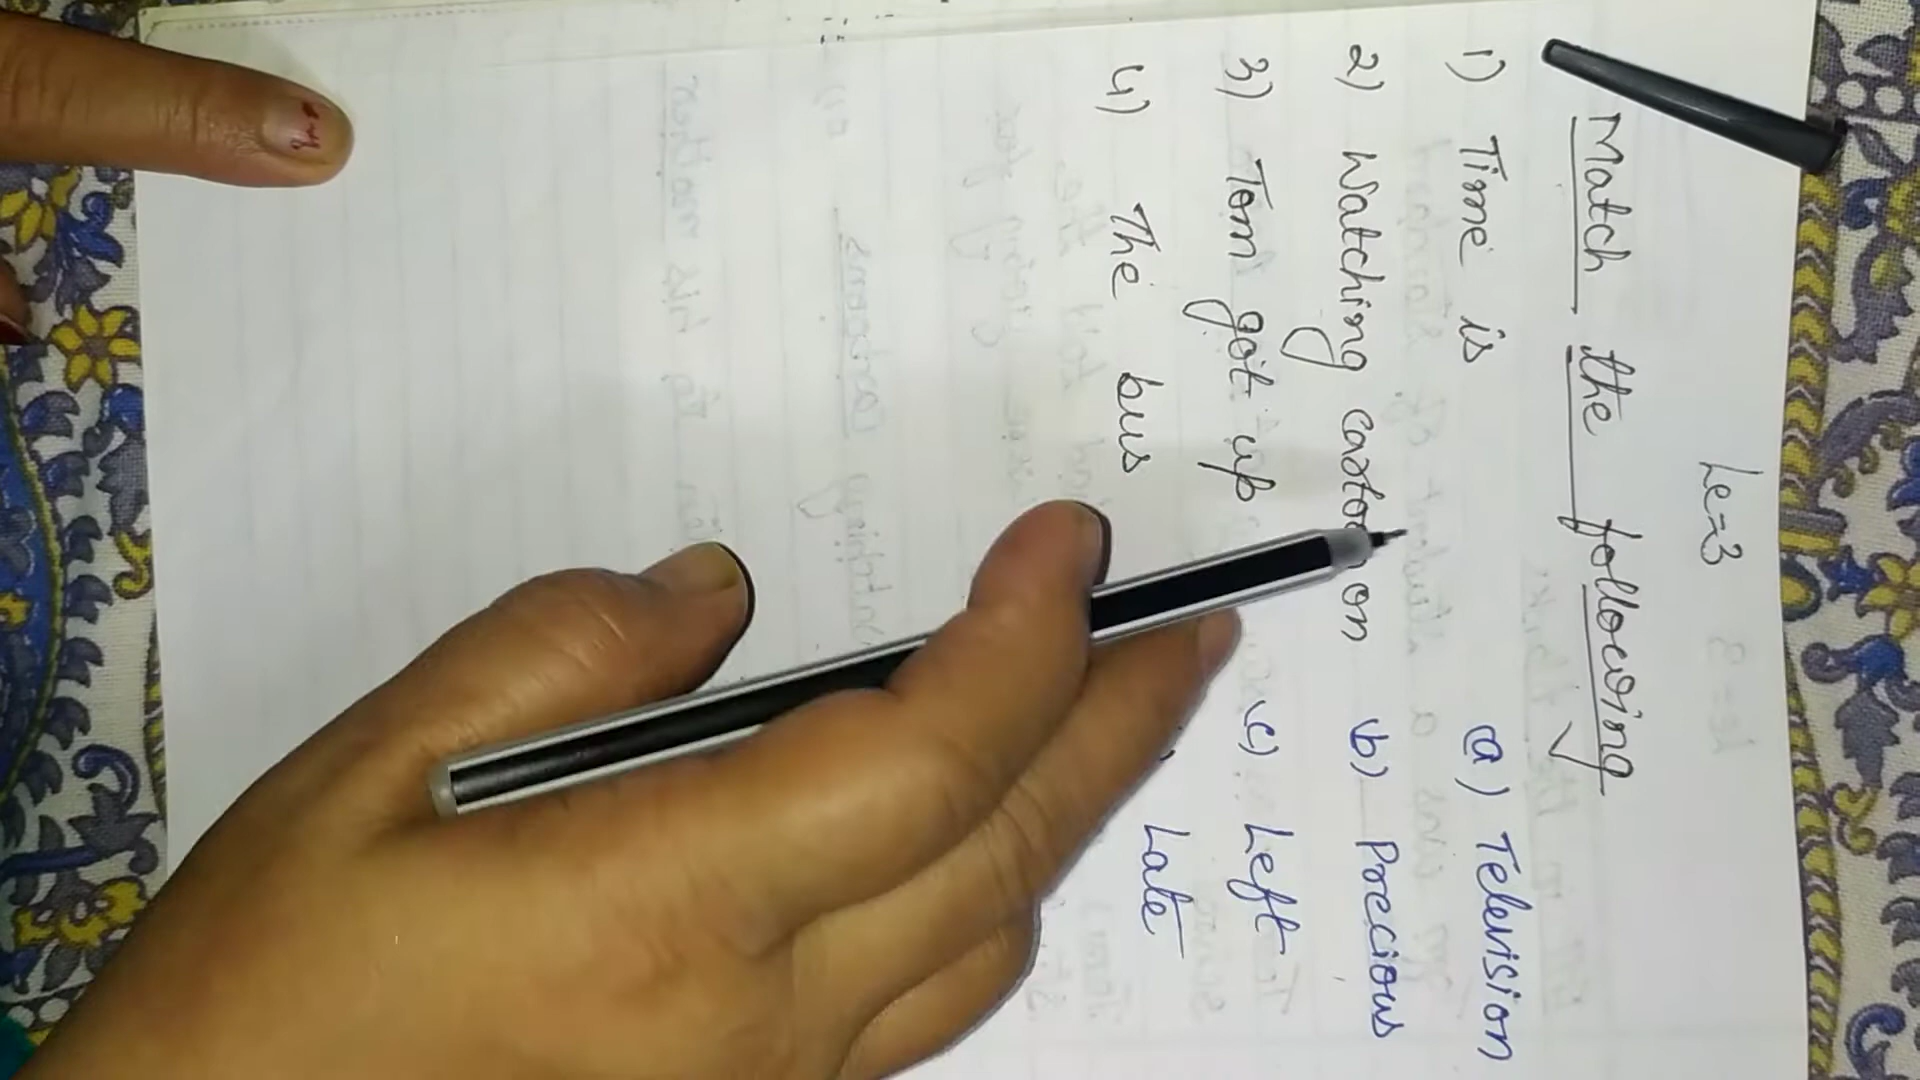 Le-3
Match the following
1) Time is a) Television
2) Watching cartoon on b) Precious
3) Tom got up c) Left
4) The bus Late